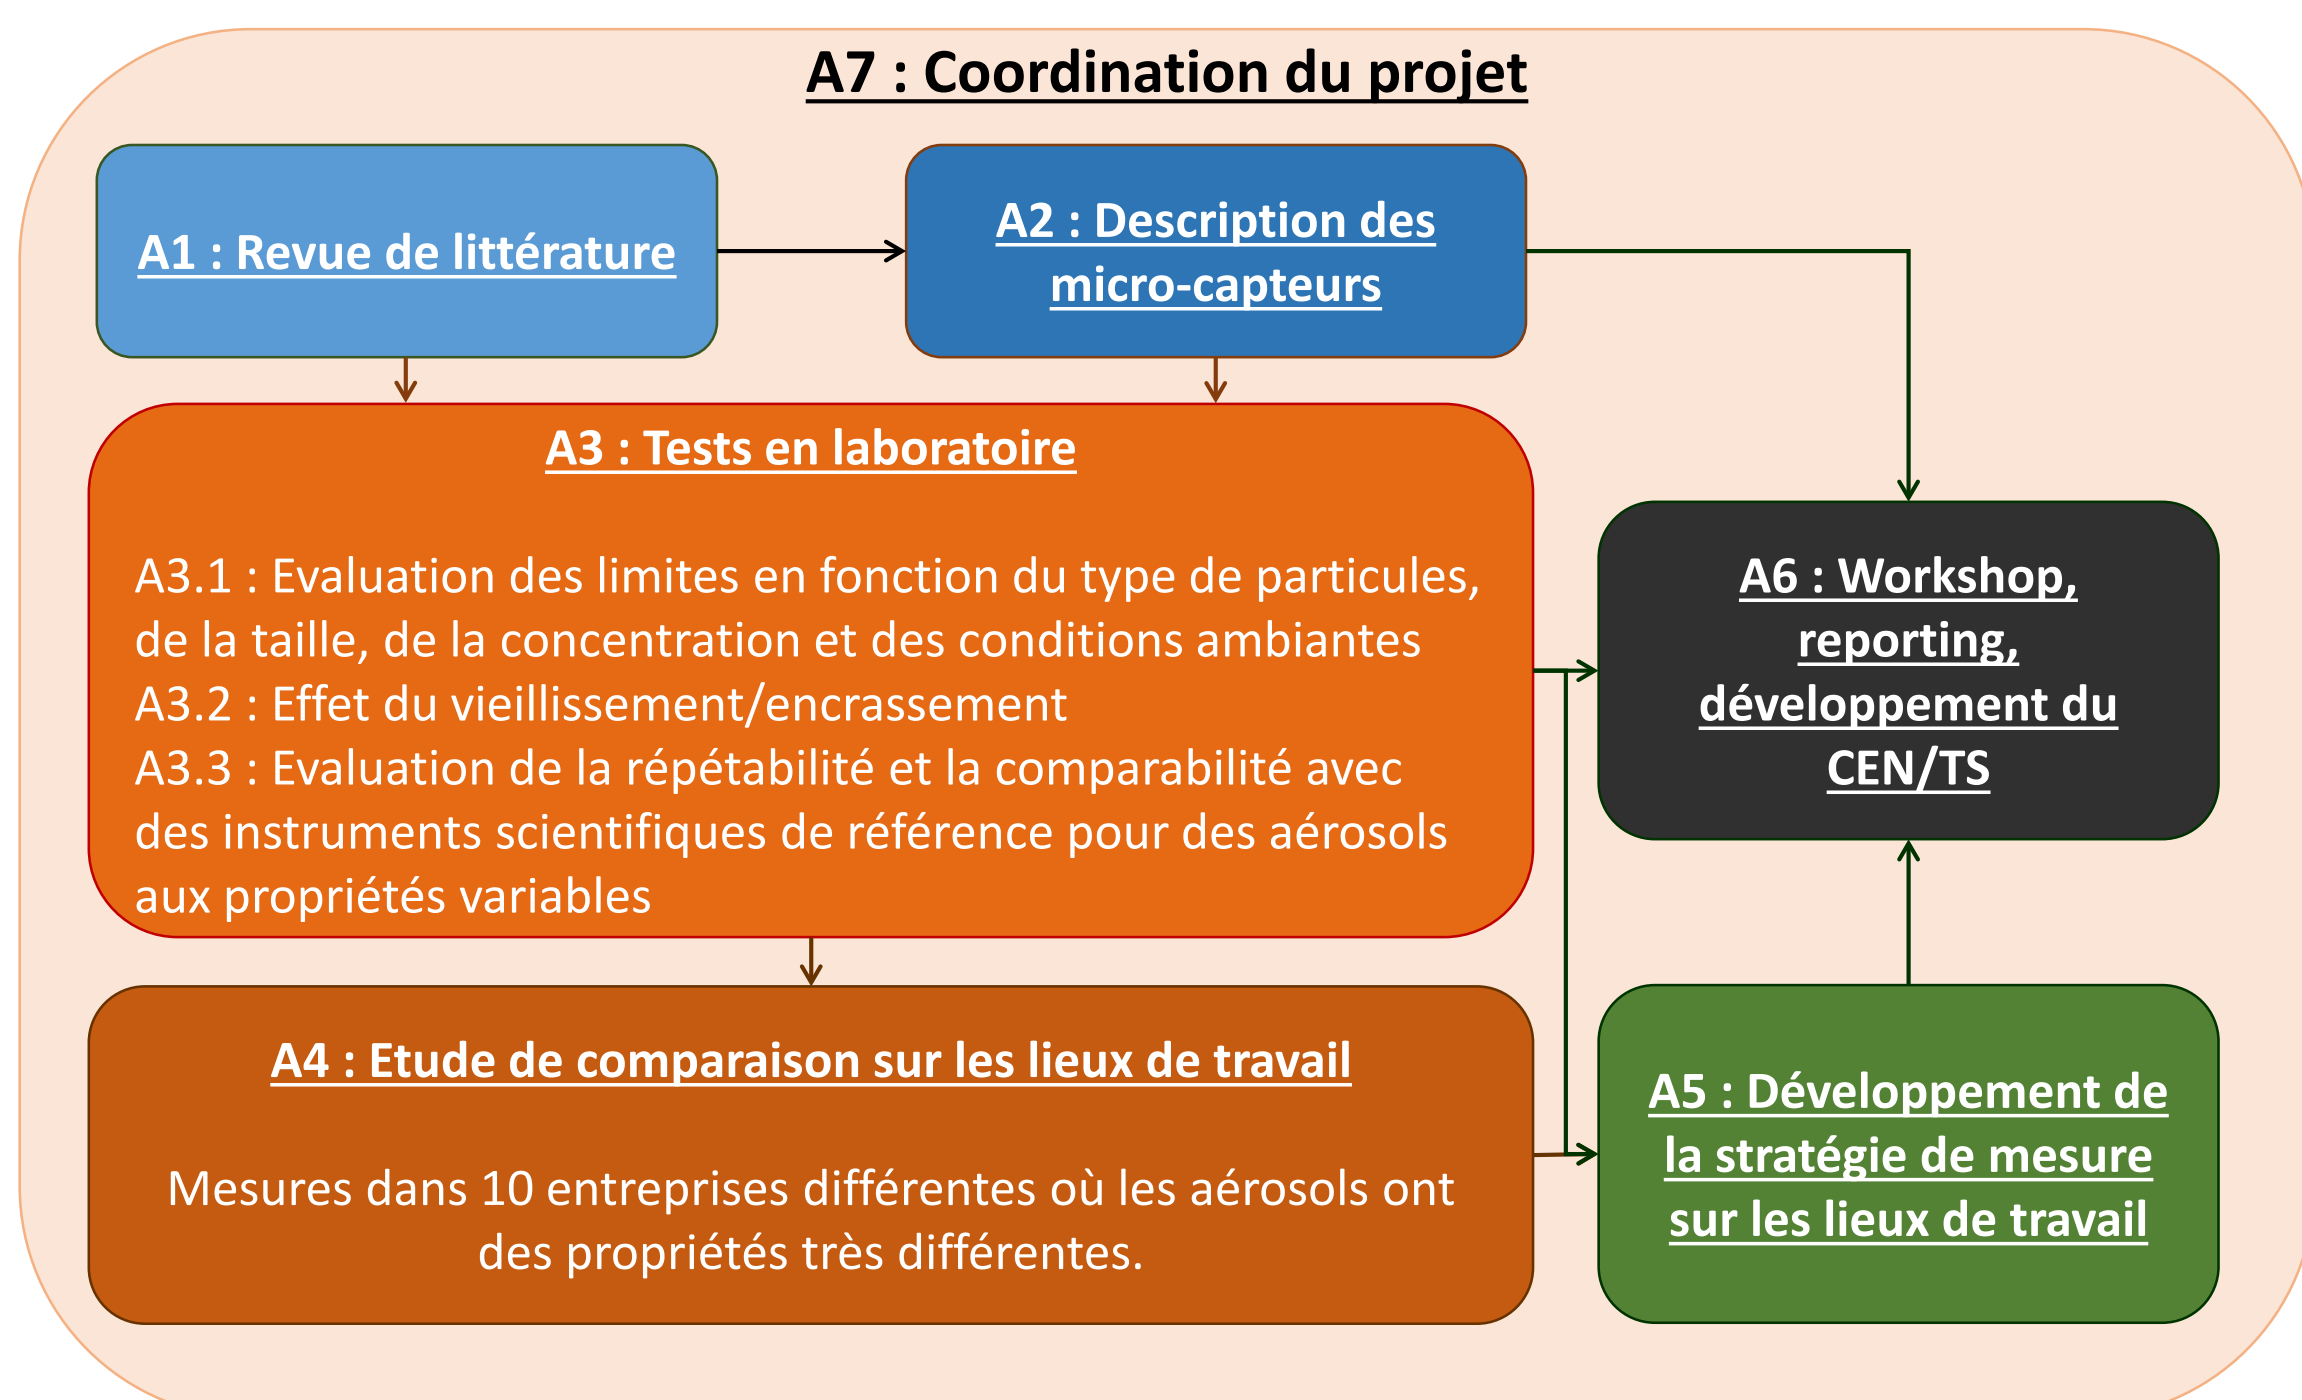 A7 : Coordination du projet
A1 : Revue de littérature
A2 : Description des
micro-capteurs
A3 : Tests en laboratoire
A3.1 : Evaluation des limites en fonction du type de particules,
de la taille, de la concentration et des conditions ambiantes
A3.2 : Effet du vieillissement/encrassement
A3.3 : Evaluation de la répétabilité et la comparabilité avec
des instruments scientifiques de référence pour des aérosols
aux propriétés variables
A6 : Workshop,
reporting,
développement du
CEN/TS
A4 : Etude de comparaison sur les lieux de travail
Mesures dans 10 entreprises différentes où les aérosols ont
des propriétés très différentes.
A5 : Développement de
la stratégie de mesure
sur les lieux de travail